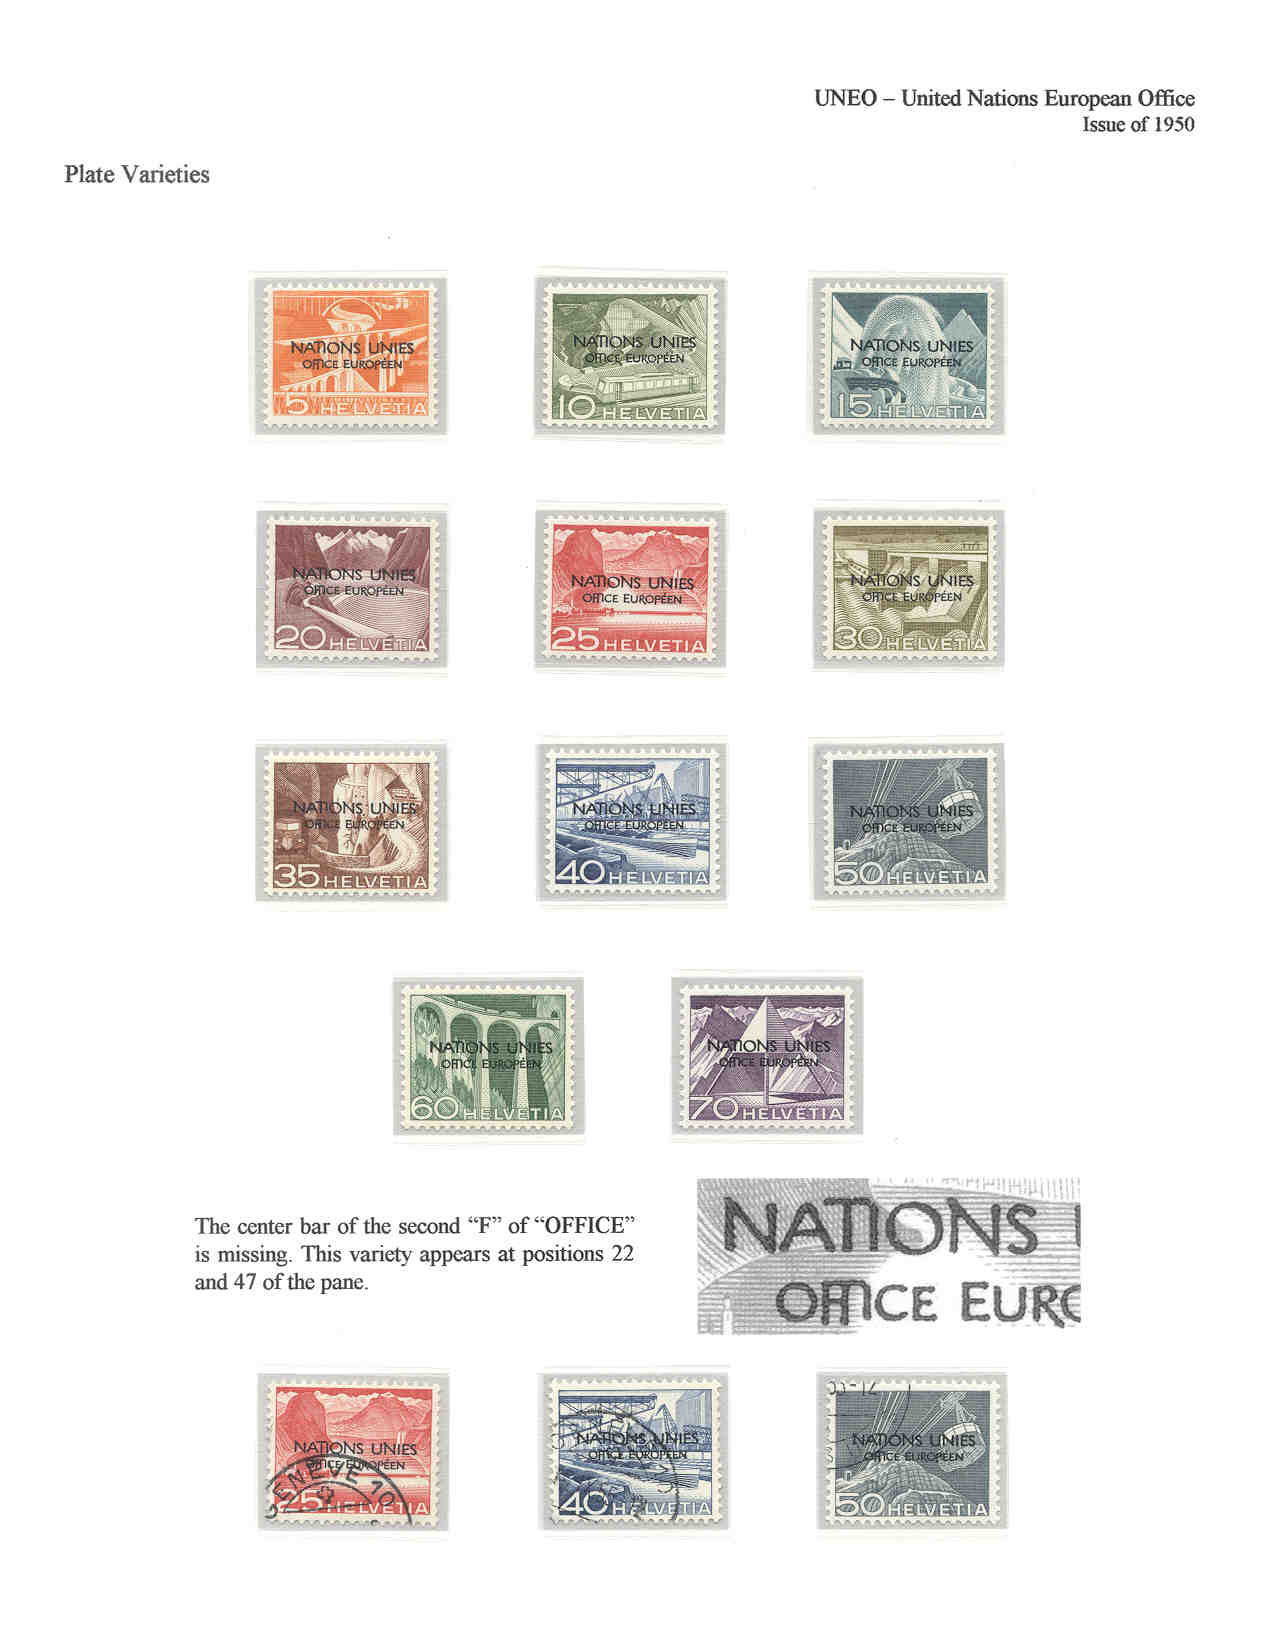 UNEO – United Nations European Office
Issue of 1950
Plate Varieties
NATIONS UNIES
OFFICE EUROPÉEN
5 HELVETIA
NATIONS UNIES
OFFICE EUROPÉEN
10 HELVETIA
NATIONS UNIES
OFFICE EUROPÉEN
15 HELVETIA
NATIONS UNIES
OFFICE EUROPÉEN
20 HELVETIA
NATIONS UNIES
OFFICE EUROPÉEN
25 HELVETIA
NATIONS UNIES
OFFICE EUROPÉEN
30 HELVETIA
NATIONS UNIES
OFFICE EUROPÉEN
35 HELVETIA
NATIONS UNIES
OFFICE EUROPÉEN
40 HELVETIA
NATIONS UNIES
OFFICE EUROPÉEN
50 HELVETIA
NATIONS UNIES
OFFICE EUROPÉEN
60 HELVETIA
NATIONS UNIES
OFFICE EUROPÉEN
70 HELVETIA
The center bar of the second “F” of “OFFICE”
is missing. This variety appears at positions 22
and 47 of the pane.
NATIONS
OFFICE EURO
NATIONS UNIES
OFFICE EUROPÉEN
GENÈVE 10
25 HELVETIA
NATIONS UNIES
OFFICE EUROPÉEN
40 HELVETIA
NATIONS UNIES
OFFICE EUROPÉEN
50 HELVETIA